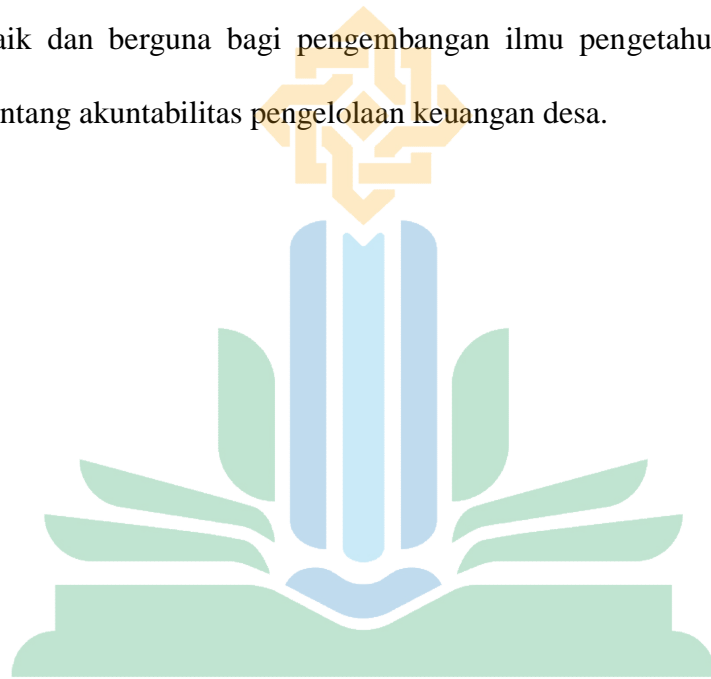 aik dan berguna bagi pengembangan ilmu pengetahu
ntang akuntabilitas pengelolaan keuangan desa.